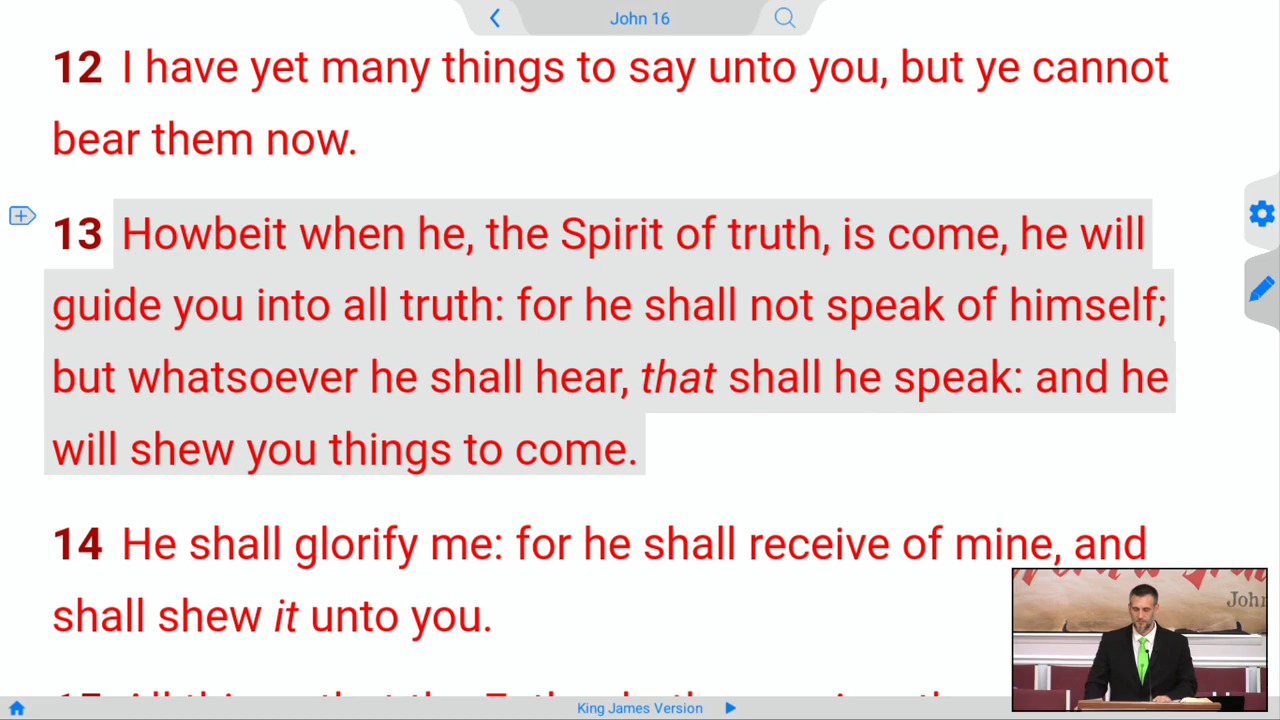 John 16
12 I have yet many things to say unto you, but ye cannot
bear them now.
13 Howbeit when he, the Spirit of truth, is come, he will
guide you into all truth: for he shall not speak of himself;
but whatsoever he shall hear, that shall he speak: and he
will shew you things to come.
14 He shall glorify me: for he shall receive of mine, and
shall shew it unto you.
John
King James Version